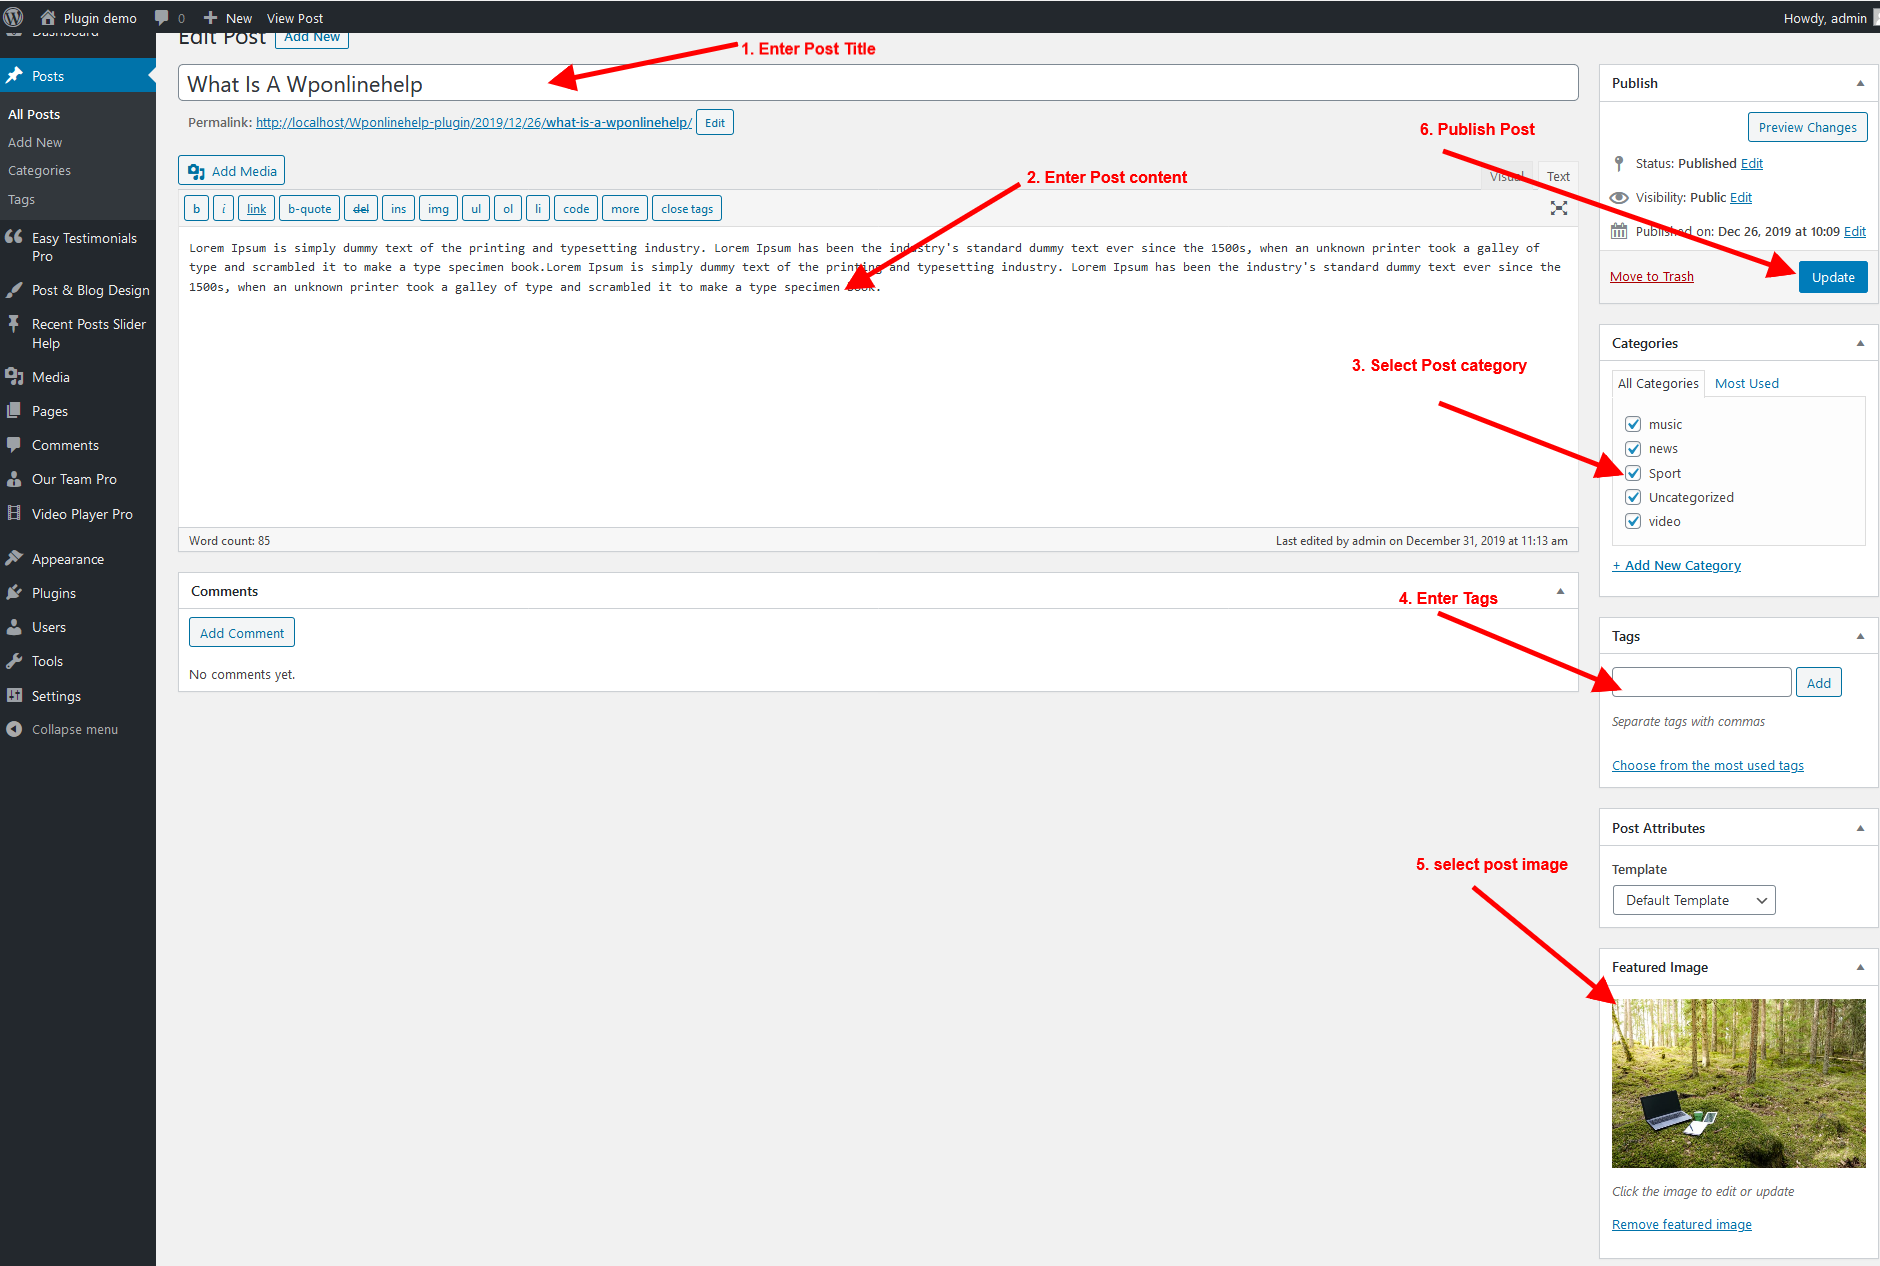 Plugin demo
0
New
View Post
Howdy, admin
Dashboard
Posts
All Posts
Add New
Categories
Tags
Easy Testimonials
Pro
Post & Blog Design
Recent Posts Slider
Help
Media
Pages
Comments
Our Team Pro
Video Player Pro
Appearance
Plugins
Users
Tools
Settings
Collapse menu
Edit Post
Add New
1. Enter Post Title
What Is A Wponlinehelp
Permalink: http://localhost/Wponlinehelp-plugin/2019/12/26/what-is-a-wponlinehelp/
Edit
Add Media
2. Enter Post content
Visual
Text
b
i
link
b-quote
del
ins
img
ul
ol
li
code
more
close tags
Lorem Ipsum is simply dummy text of the printing and typesetting industry. Lorem Ipsum has been the industry's standard dummy text ever since the 1500s, when an unknown printer took a galley of
type and scrambled it to make a type specimen book.Lorem Ipsum is simply dummy text of the printing and typesetting industry. Lorem Ipsum has been the industry's standard dummy text ever since the
1500s, when an unknown printer took a galley of type and scrambled it to make a type specimen book.
Word count: 85
Last edited by admin on December 31, 2019 at 11:13 am
Comments
Add Comment
No comments yet.
6. Publish Post
Publish
Preview Changes
Status: Published Edit
Visibility: Public Edit
Published on: Dec 26, 2019 at 10:09 Edit
Move to Trash
Update
3. Select Post category
Categories
All Categories
Most Used
music
news
Sport
Uncategorized
video
+ Add New Category
4. Enter Tags
Tags
Add
Separate tags with commas
Choose from the most used tags
Post Attributes
Template
Default Template
5. select post image
Featured Image
Click the image to edit or update
Remove featured image